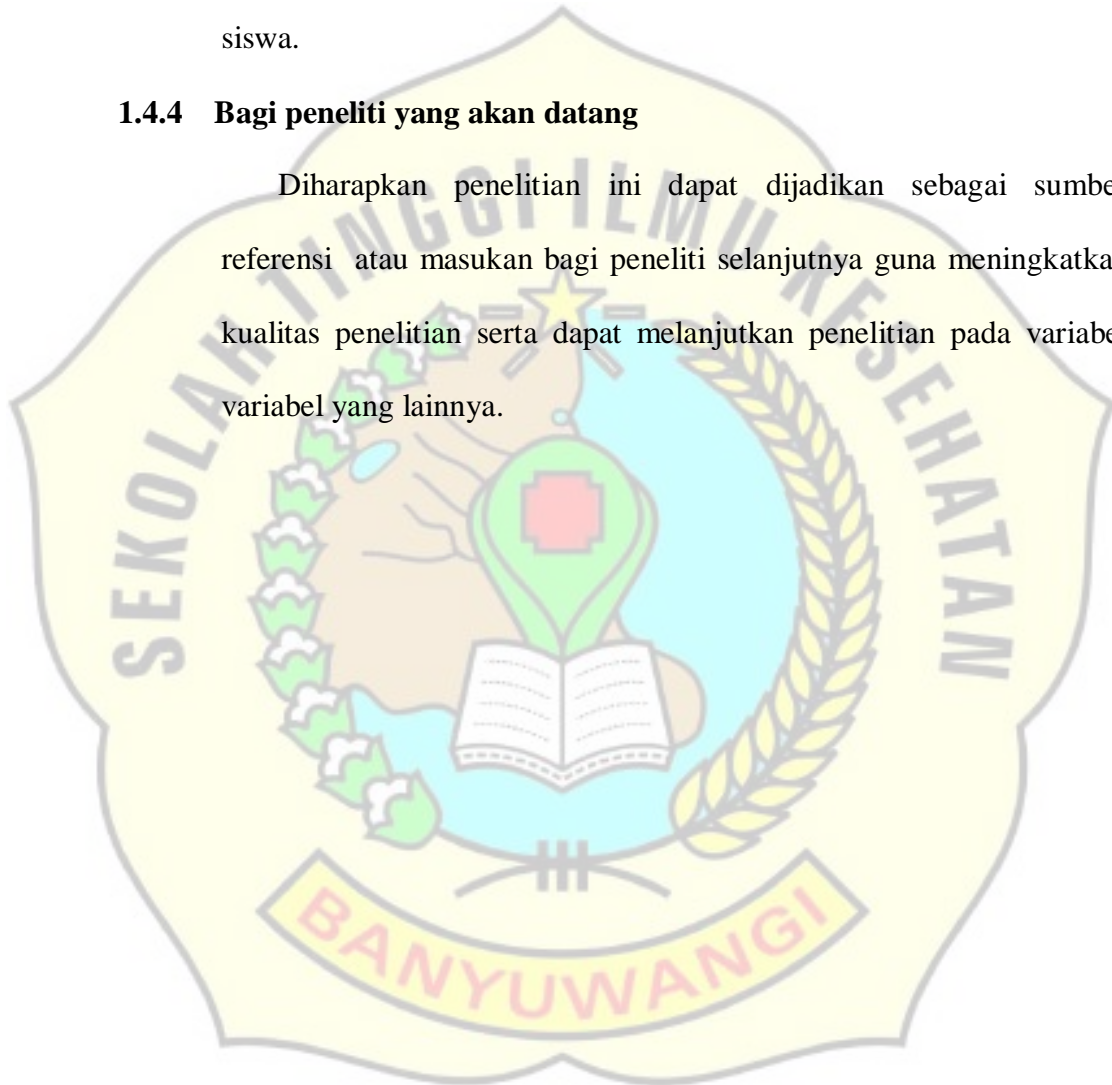 siswa.
1.4.4 Bagi peneliti yang akan datang
Diharapkan penelitian ini dapat dijadikan sebagai sumbe
referensi atau masukan bagi peneliti selanjutnya guna meningkatka
kualitas penelitian serta dapat melanjutkan penelitian pada variabe
variabel yang lainnya.
SEKOLAH TINGGI ILMU KESEHATAN
BANYUWANGI